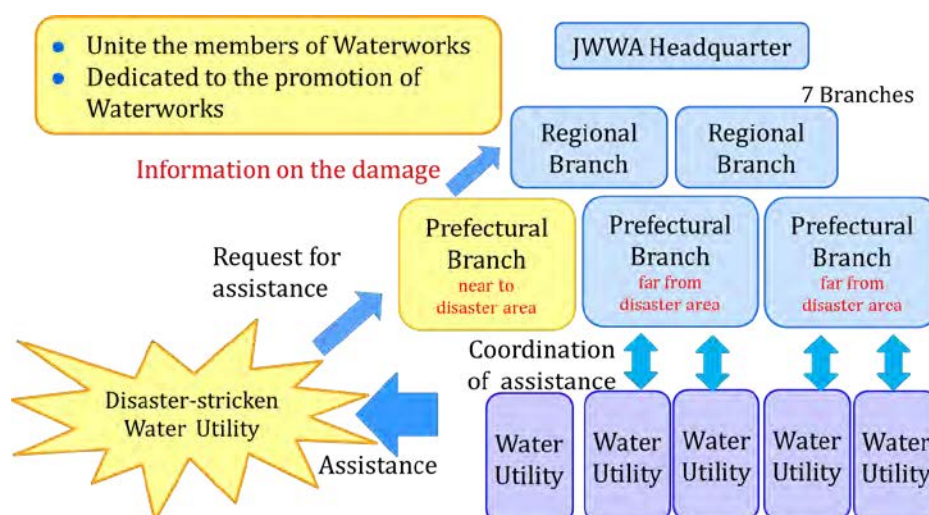 ● Unite the members of Waterworks
● Dedicated to the promotion of
Waterworks
JWWA Headquarter
7 Branches
Regional
Branch
Regional
Branch
Information on the damage
Prefectural
Branch
near to
disaster area
Prefectural
Branch
far from
disaster area
Prefectural
Branch
far from
disaster area
Request for
assistance
Coordination
of assistance
Disaster-stricken
Water Utility
Assistance
Water
Utility
Water
Utility
Water
Utility
Water
Utility
Water
Utility